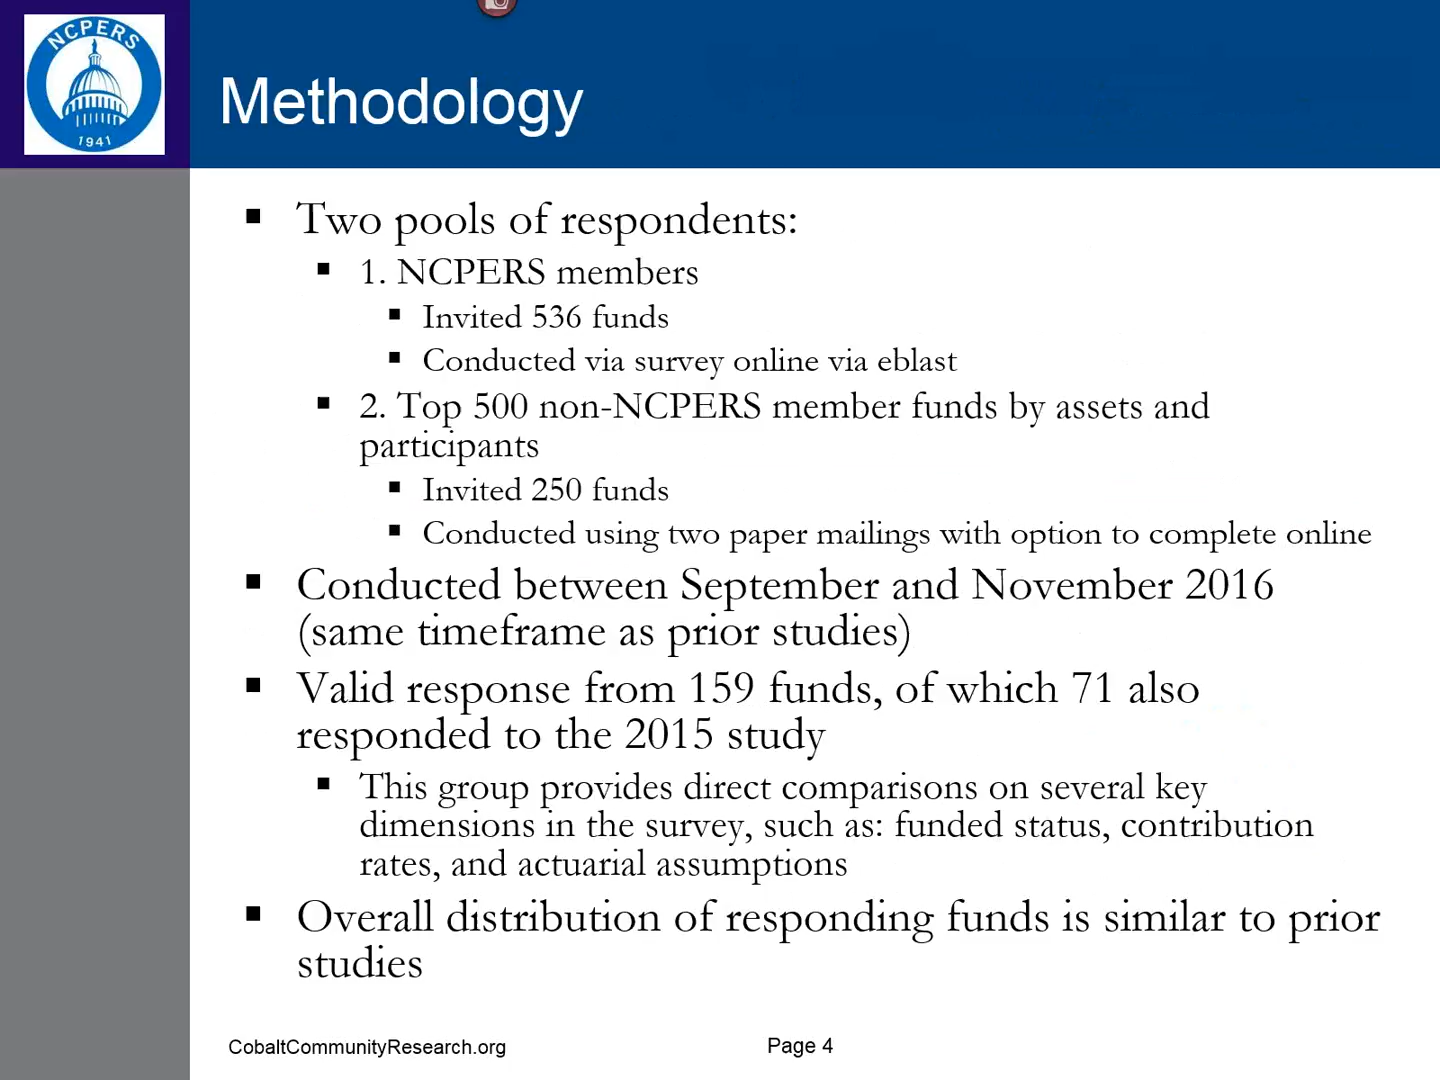 NCPERS
1941
Methodology
Two pools of respondents:
1. NCPERS members
Invited 536 funds
Conducted via survey online via eblast
2. Top 500 non-NCPERS member funds by assets and
participants
Invited 250 funds
Conducted using two paper mailings with option to complete online
Conducted between September and November 2016
(same timeframe as prior studies)
Valid response from 159 funds, of which 71 also
responded to the 2015 study
This group provides direct comparisons on several key
dimensions in the survey, such as: funded status, contribution
rates, and actuarial assumptions
Overall distribution of responding funds is similar to prior
studies
CobaltCommunityResearch.org
Page 4